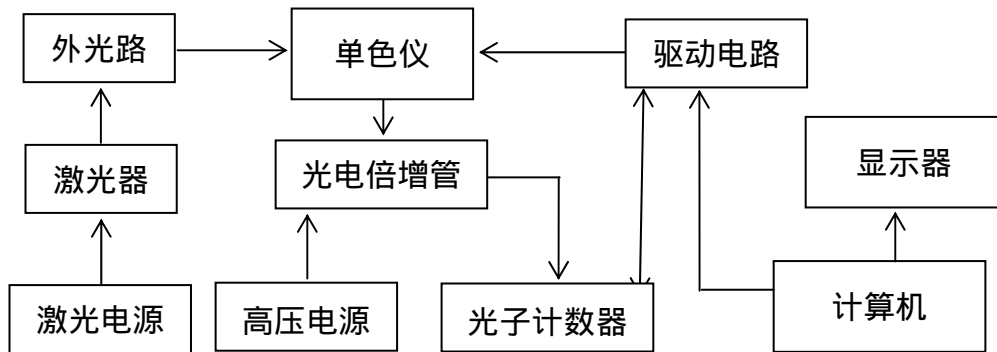 外光路
单色仪
驱动电路
激光器
光电倍增管
显示器
激光电源
高压电源
光子计数器
计算机